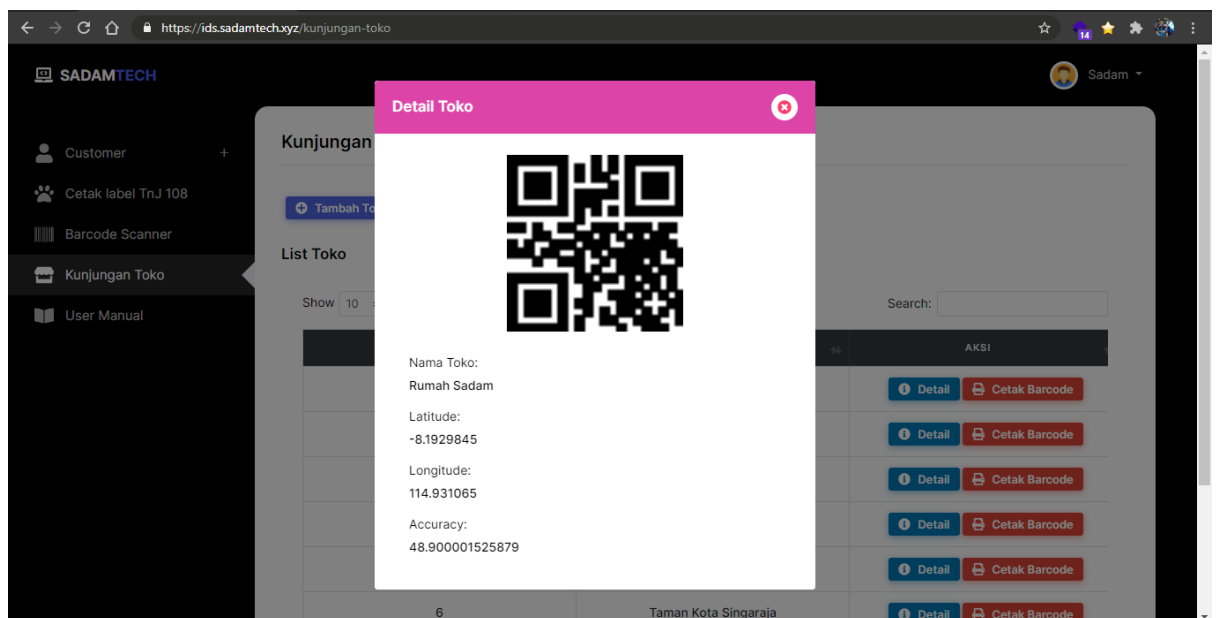 https://ids.sadamtech.xyz/kunjungan-toko
14
SADAMTECH
Sadam
Customer +
Cetak label TnJ 108
Barcode Scanner
Kunjungan Toko
User Manual
Kunjungan
Tambah To
List Toko
Show 10
Search:
AKSI
Detail Cetak Barcode
Detail Cetak Barcode
Detail Cetak Barcode
Detail Cetak Barcode
Detail Cetak Barcode
6 Taman Kota Singaraja Detail Cetak Barcode
Detail Toko
Nama Toko:
Rumah Sadam
Latitude:
-8.1929845
Longitude:
114.931065
Accuracy:
48.900001525879